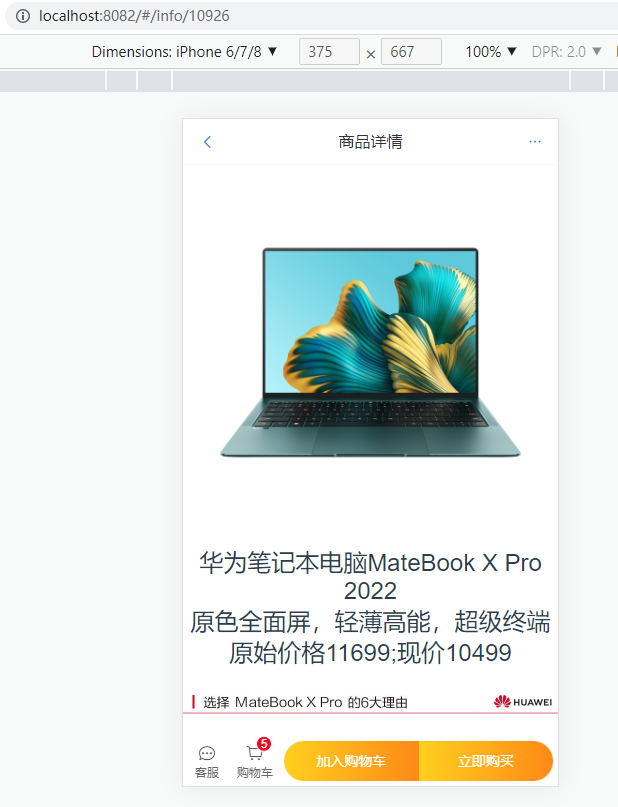 localhost:8082/#/info/10926
Dimensions: iPhone 6/7/8 ▼ 375 × 667 100% ▼ DPR: 2.0 ▼
商品详情
华为笔记本电脑MateBook X Pro
2022
原色全面屏，轻薄高能，超级终端
原始价格11699;现价10499
选择 MateBook X Pro 的6大理由 HUAWEI
5
客服 购物车 加入购物车 立即购买